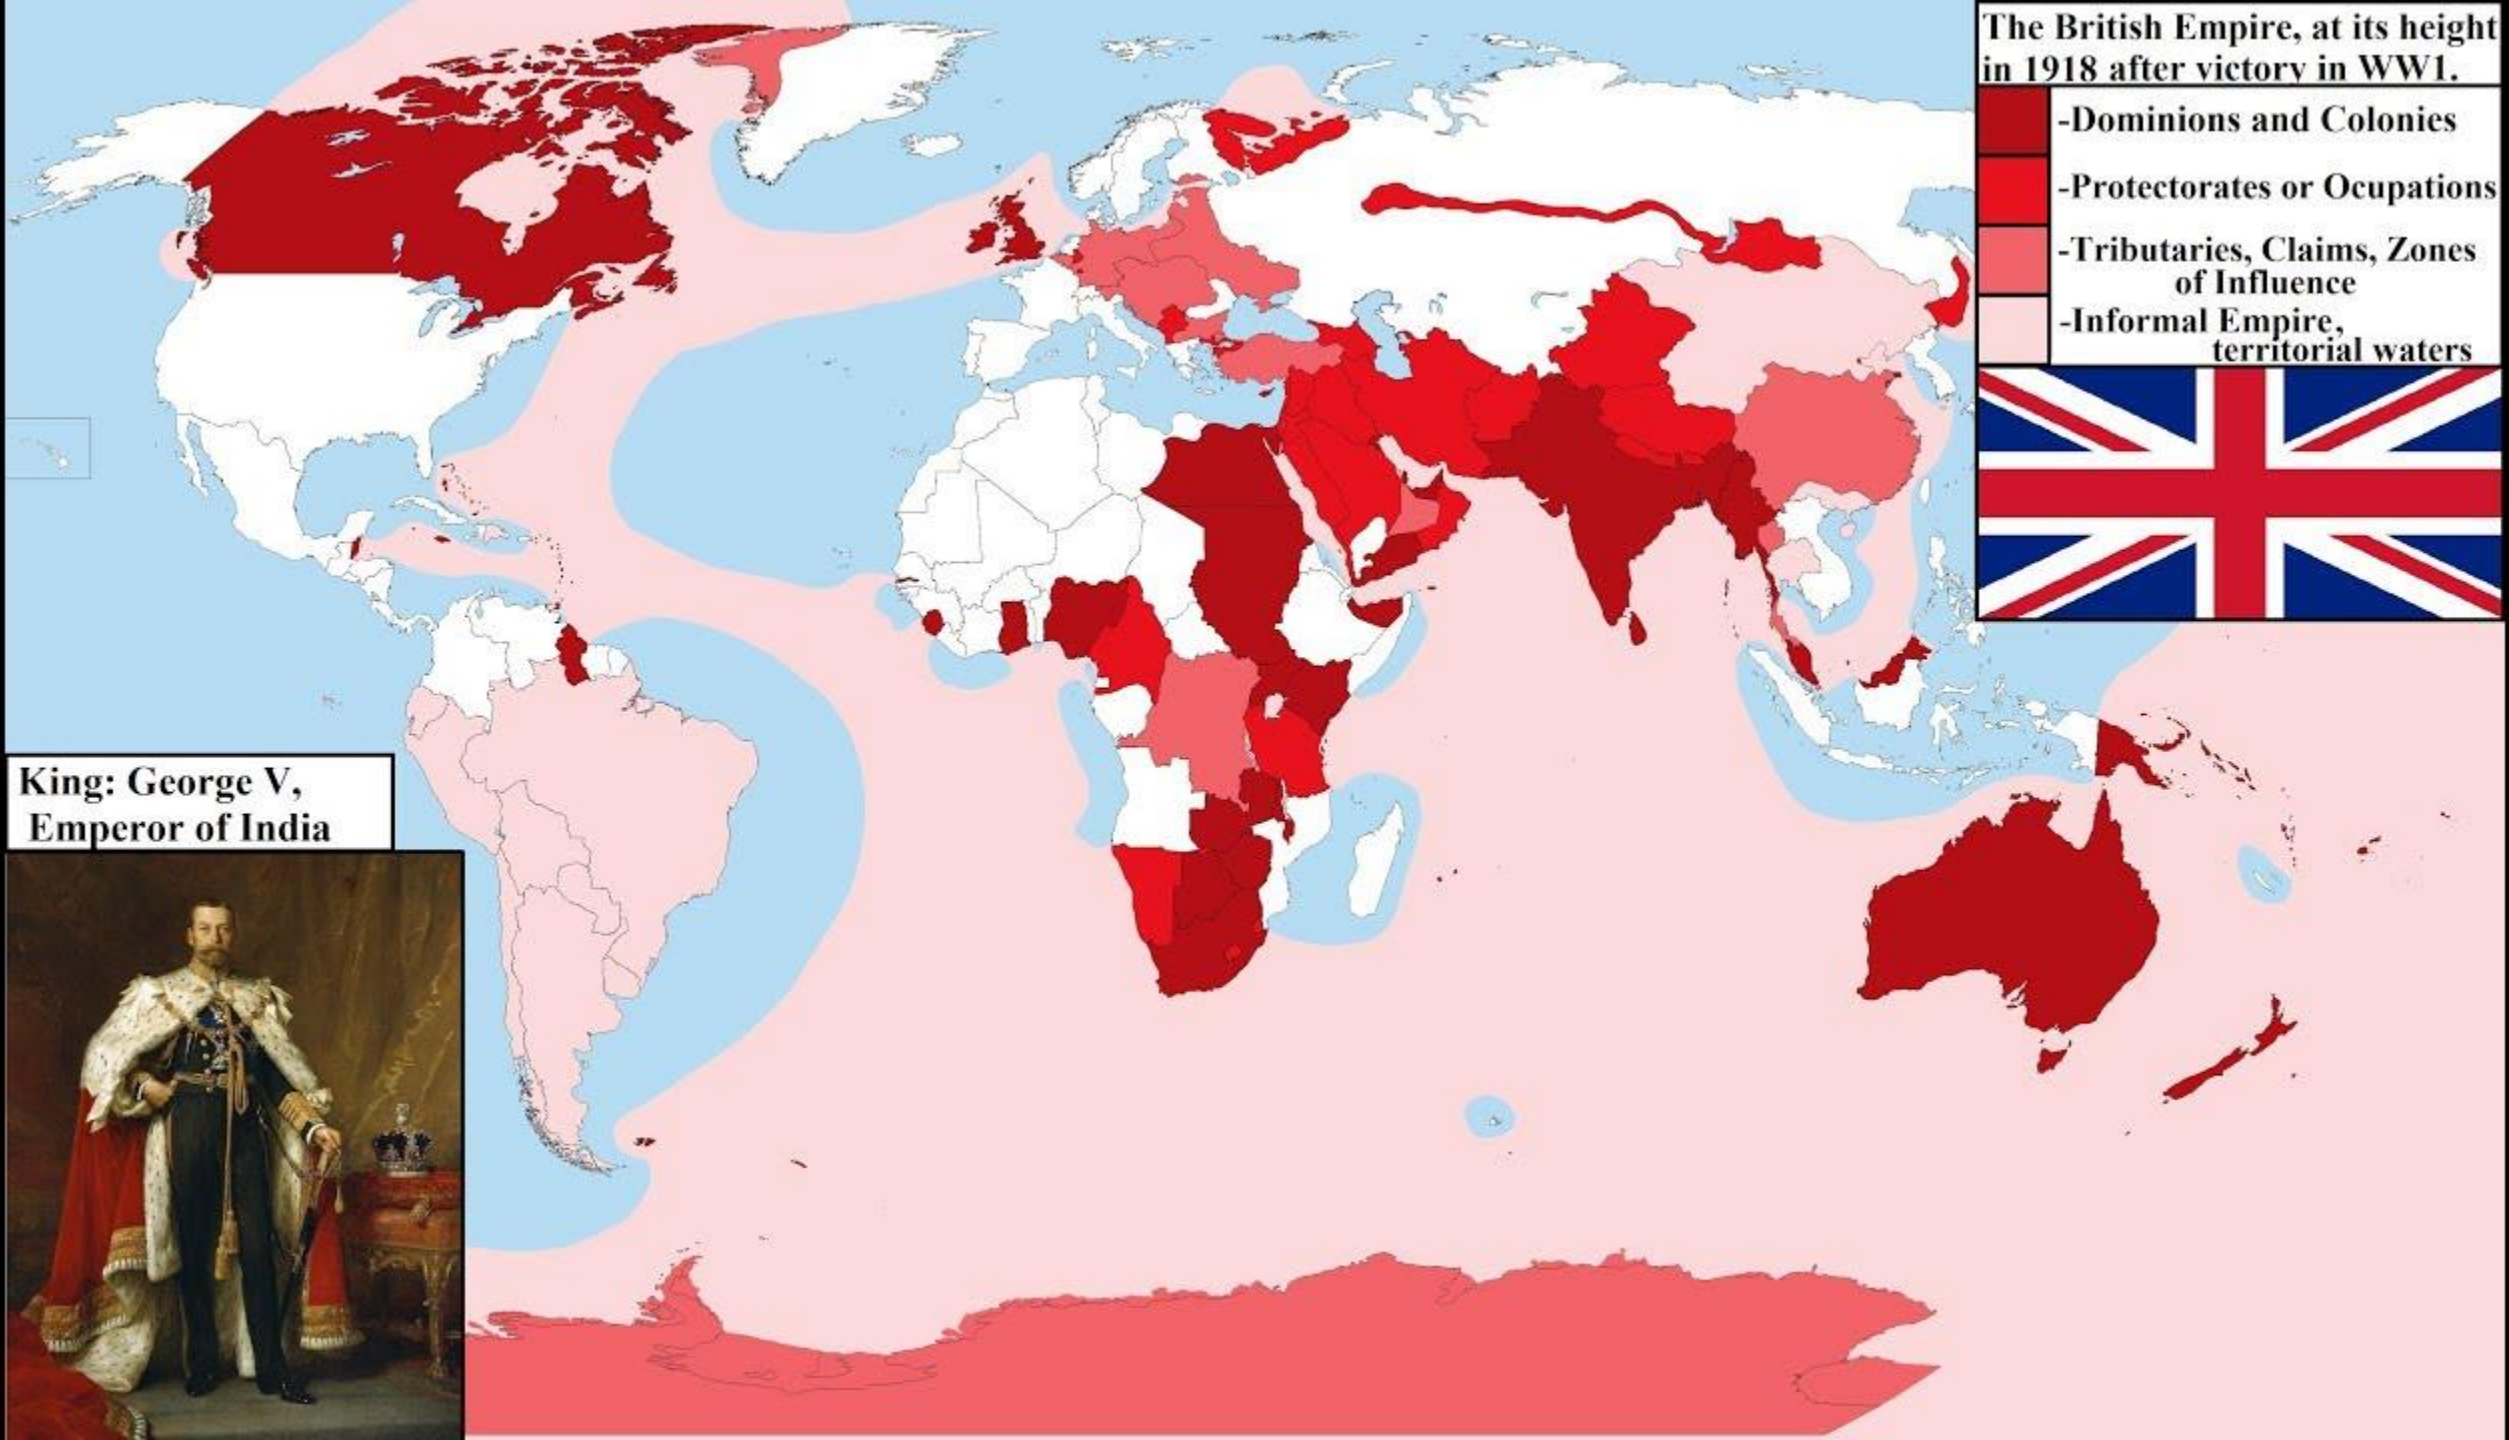 The British Empire, at its height
in 1918 after victory in WW1.
-Dominions and Colonies
-Protectorates or Ocupations
-Tributaries, Claims, Zones
of Influence
-Informal Empire,
territorial waters
King: George V,
Emperor of India